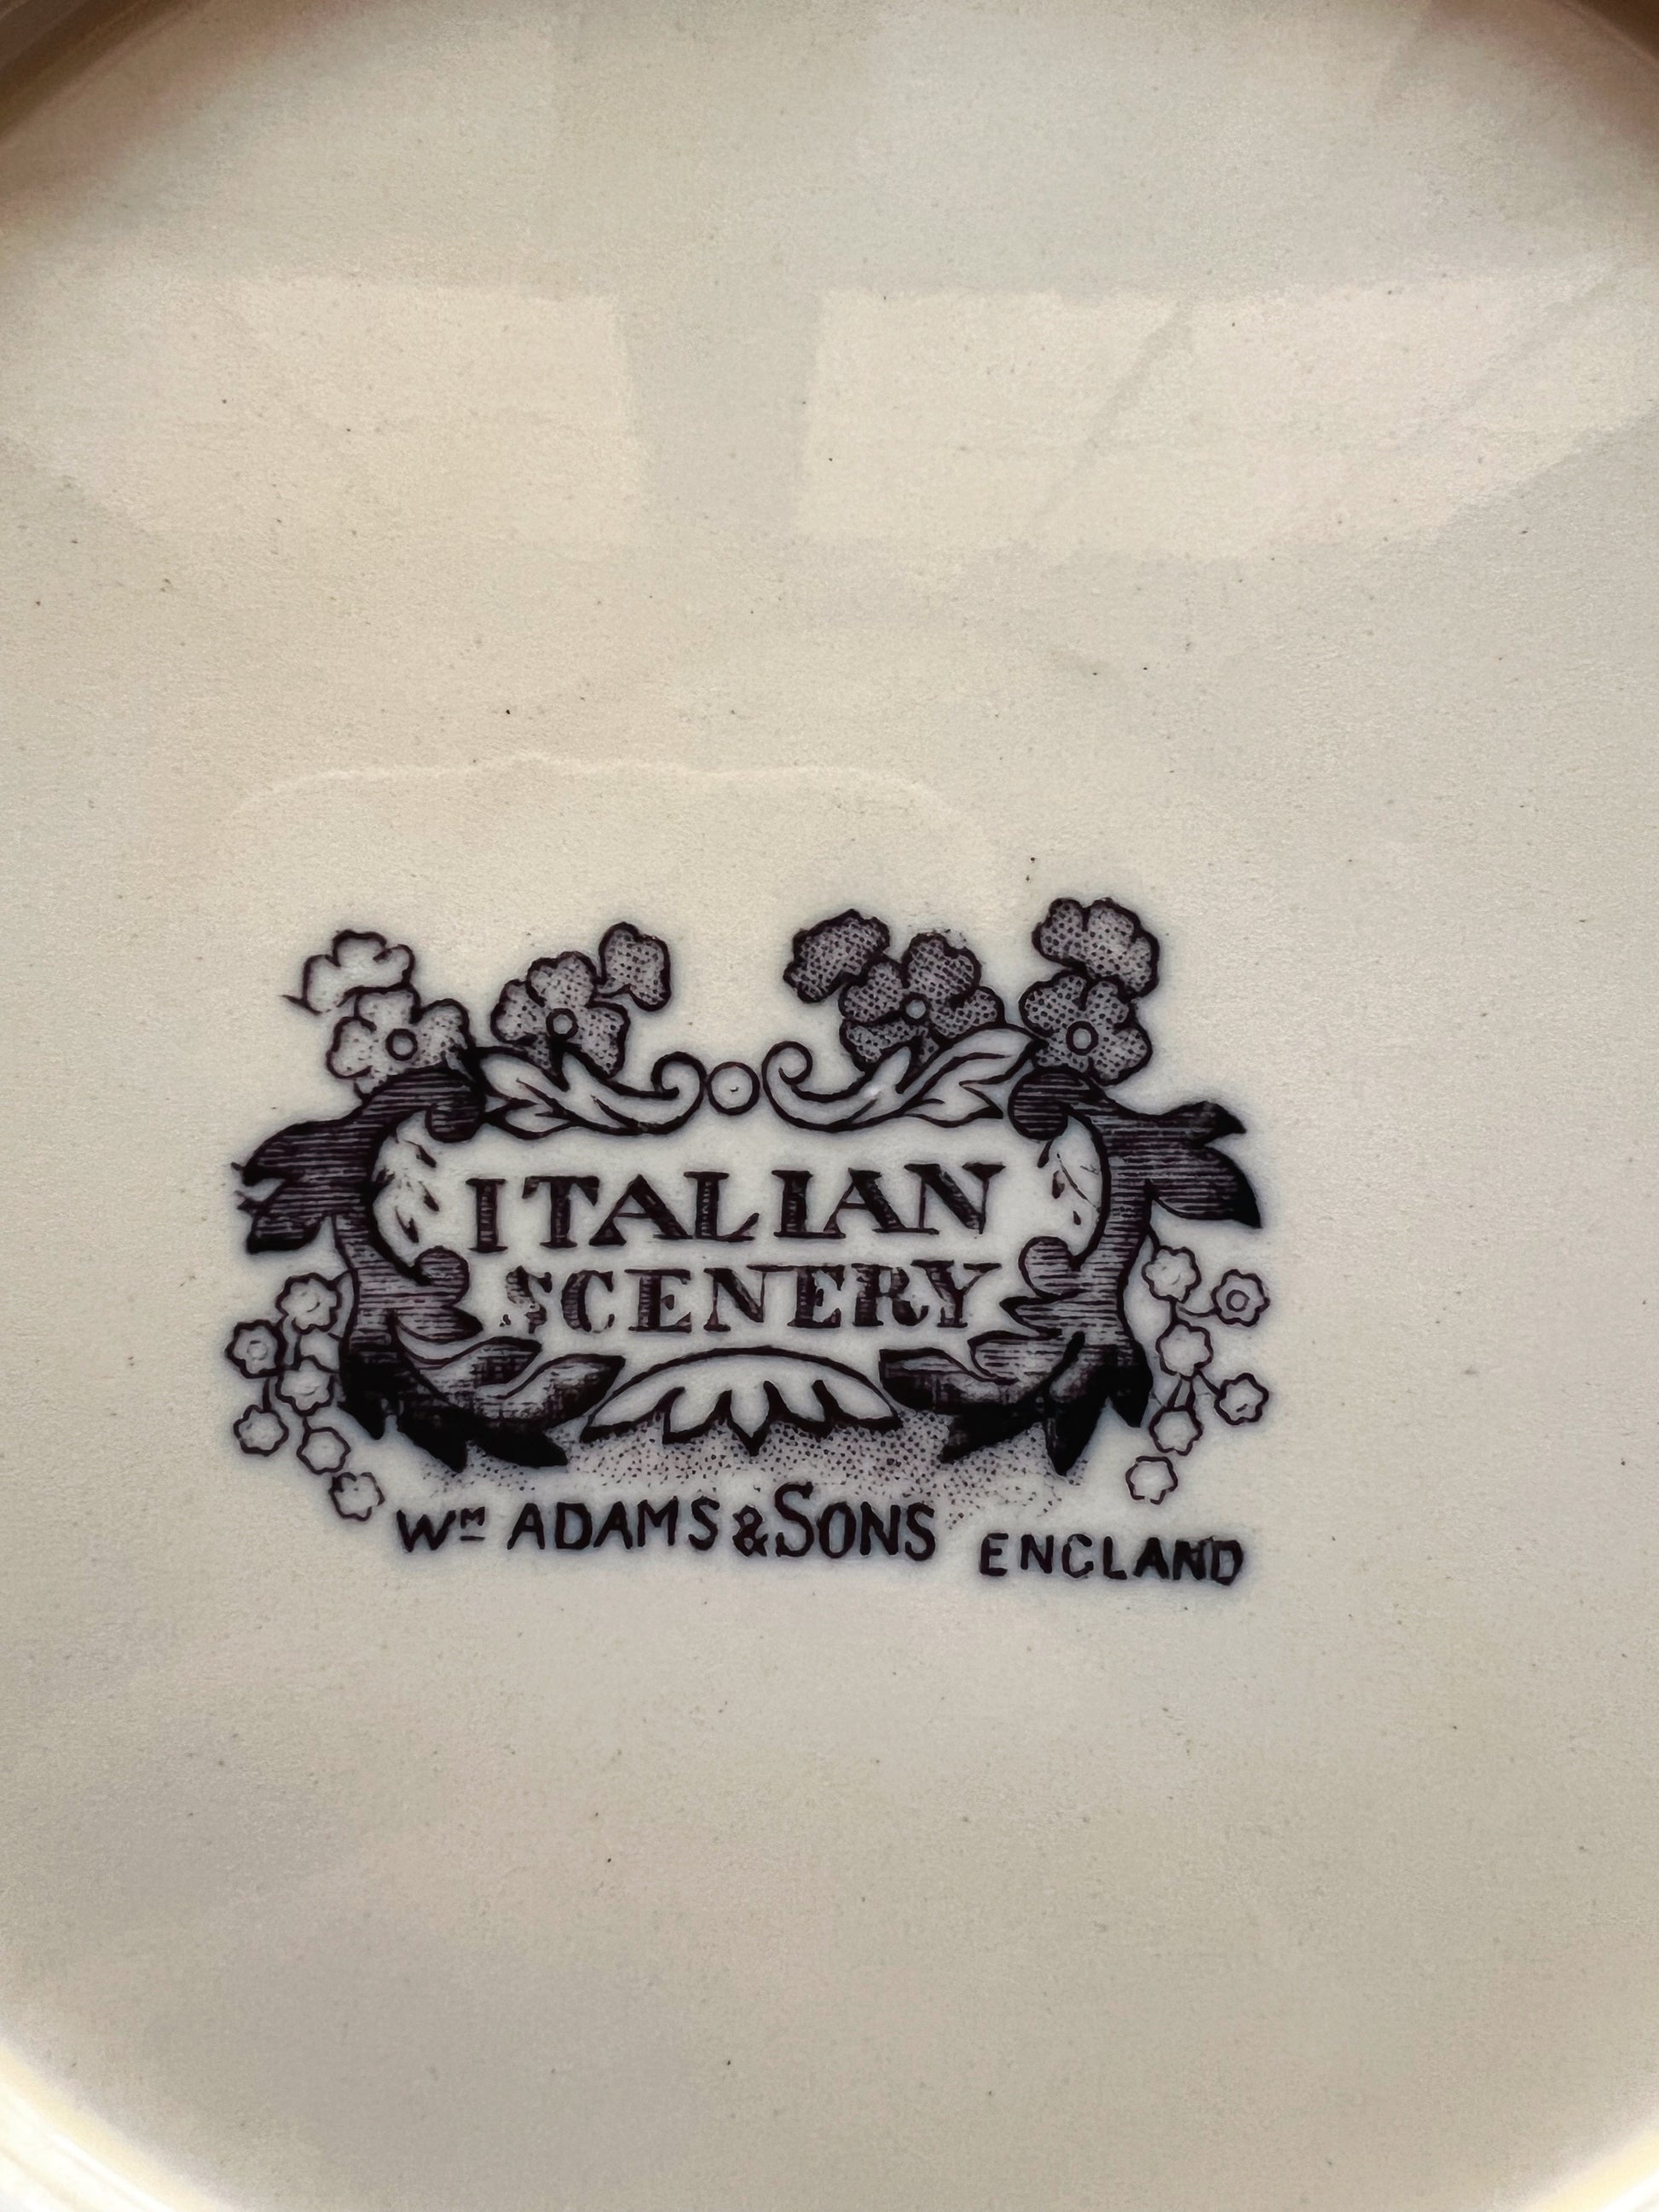 ITALIAN
SCENERY
Wm ADAMS & SONS ENGLAND